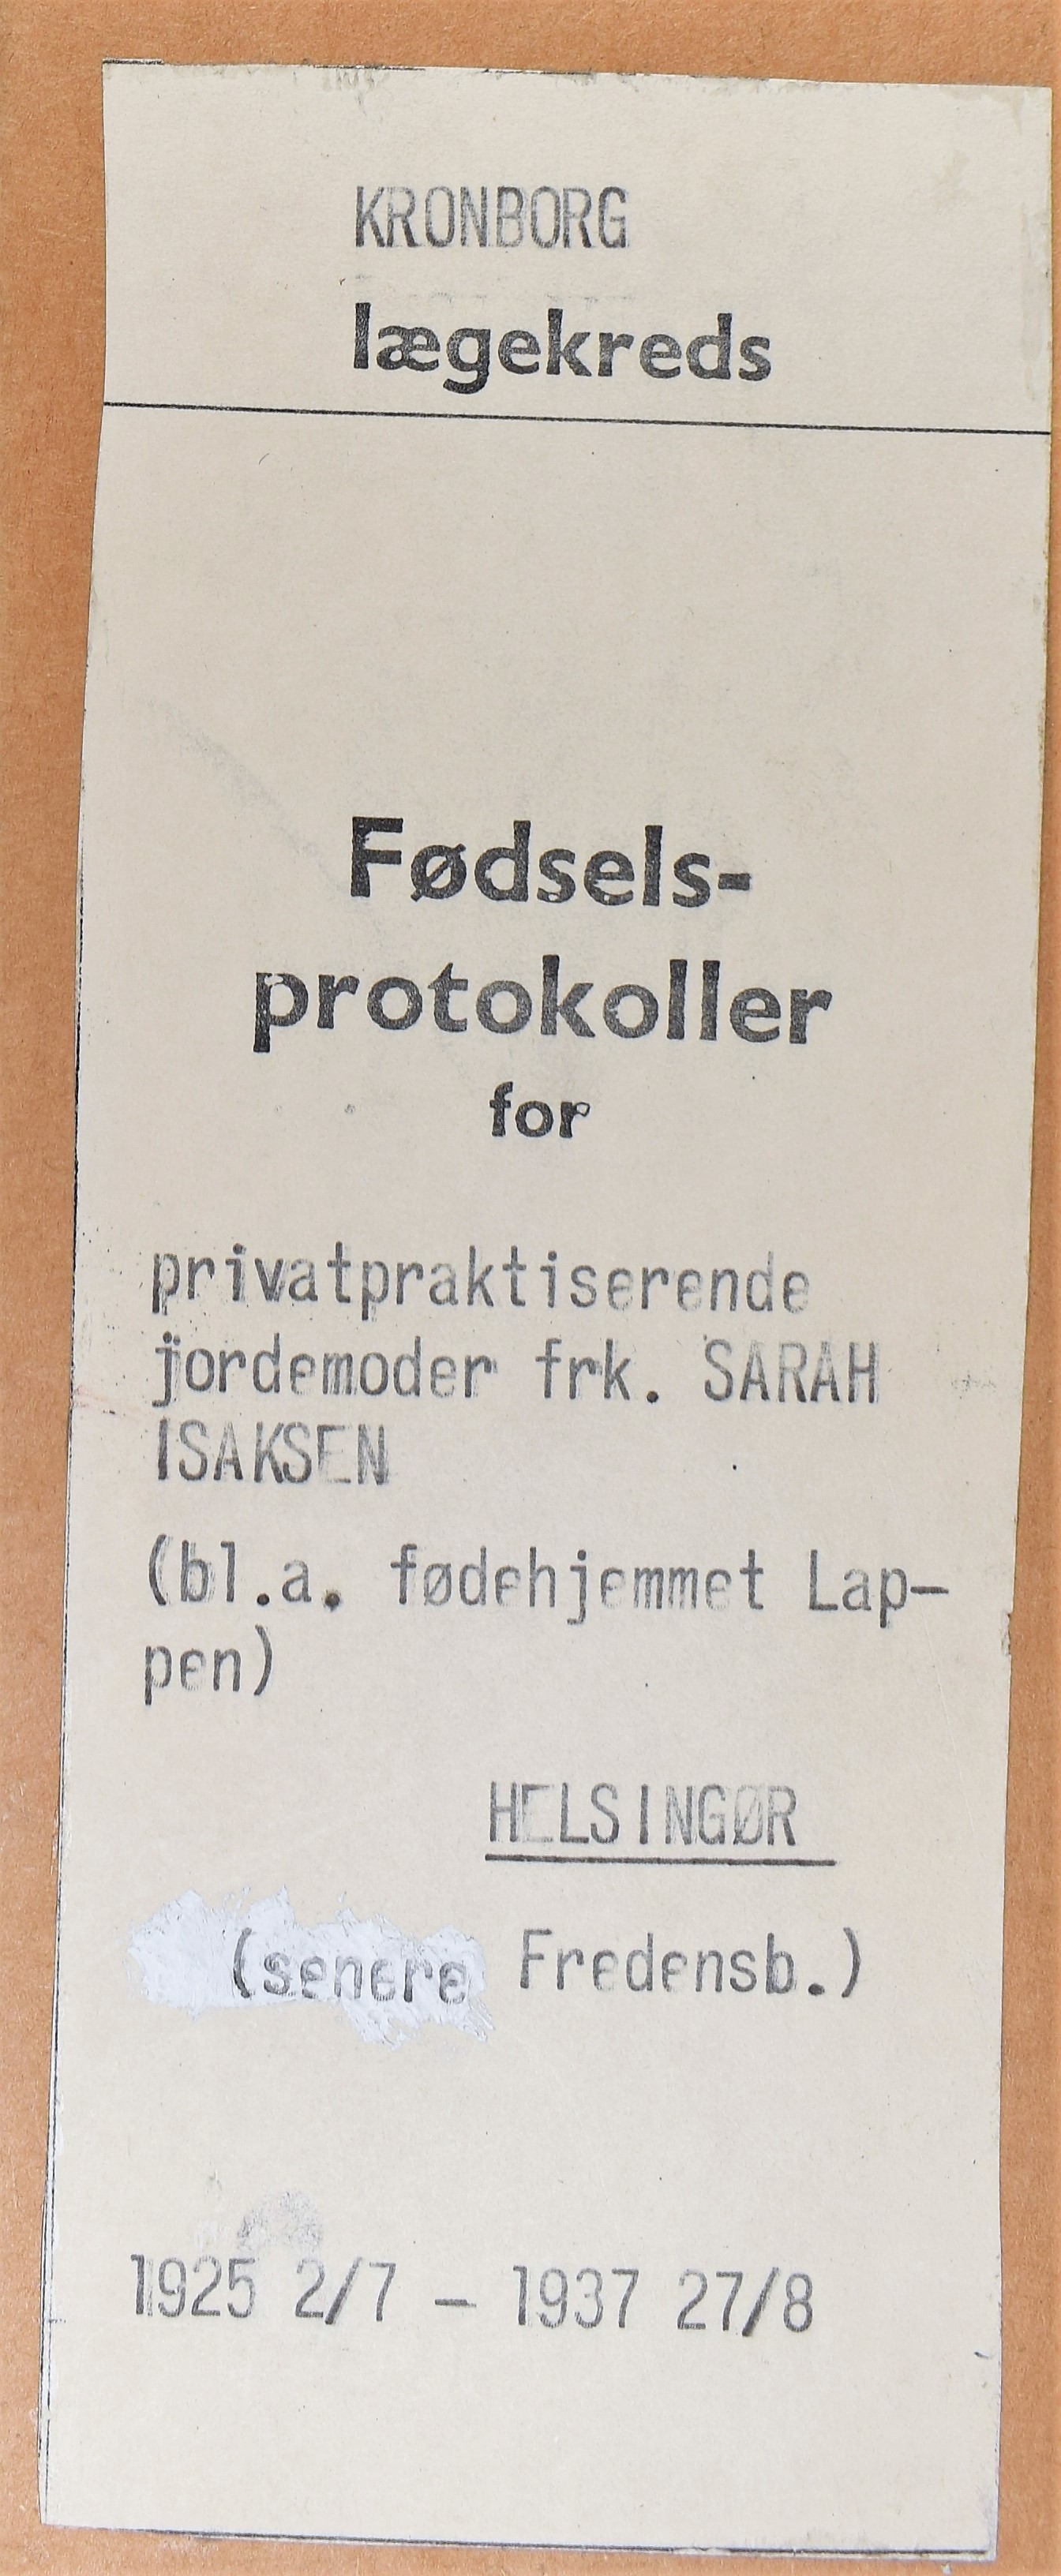 KRONBORG
lægekreds
Fødsels-
protokoller
for
privatpraktiserende
jordemoder frk. SARAH
ISAKSEN
(bl.a. fødehjemmet Lap-
pen)
HELSINGØR
(senere Fredensb.)
1925 2/7 - 1937 27/8